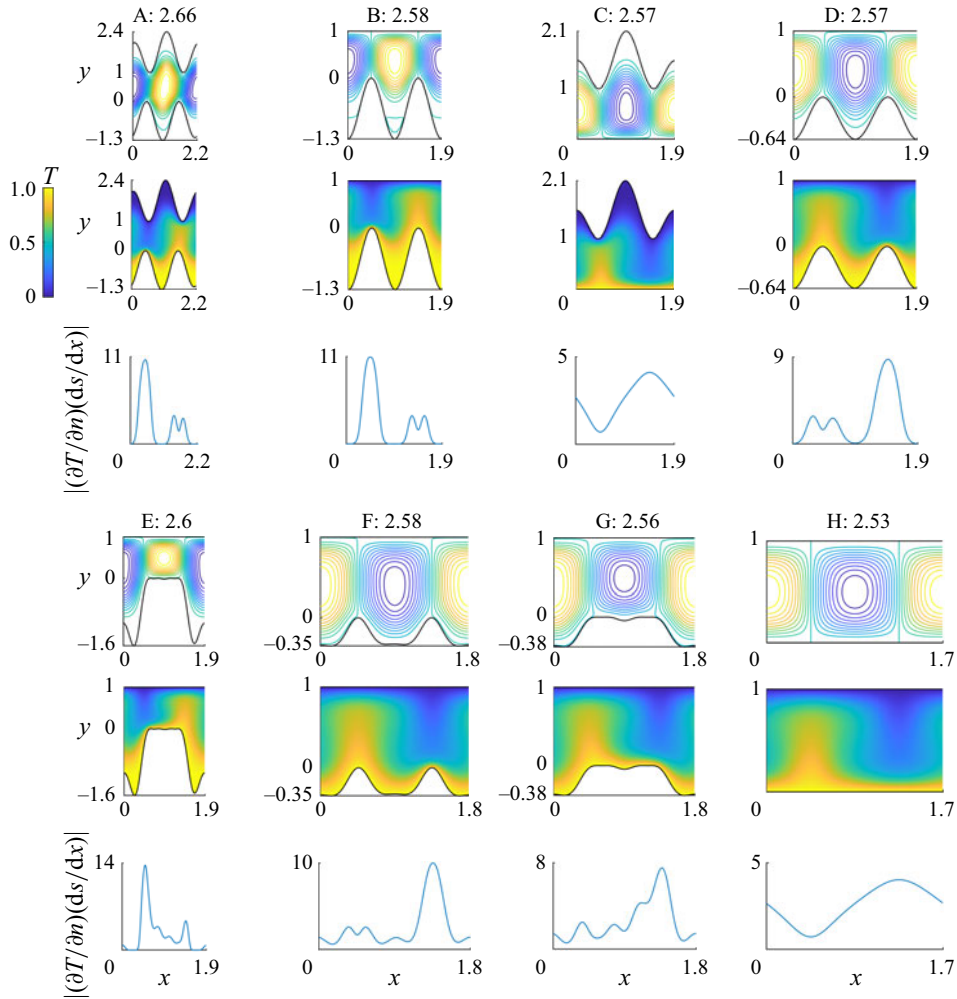 A: 2.66 B: 2.58 C: 2.57 D: 2.57
2.4 1 2.1 1
y 1 0 1 0
0
−1.3 −1.3 −0.64
0 2.2 0 1.9 0 1.9 0 1.9
T
1.0 0.5 0
2.4 1 2.1 1
y 1 0 1 0
0
−1.3 −1.3 −0.64
0 2.2 0 1.9 0 1.9 0 1.9
|(∂T/∂n)(ds/dx)|
11 11 5 9
0 2.2 0 1.9 0 1.9 0 1.9
E: 2.6 F: 2.58 G: 2.56 H: 2.53
1 1 1 1
y 0 0 0
−1.6 −0.35 −0.38
0 1.9 0 1.8 0 1.8 0 1.7
1 1 1 1
y 0 0 0
−1.6 −0.35 −0.38
0 1.9 0 1.8 0 1.8 0 1.7
|(∂T/∂n)(ds/dx)|
14 10 8 5
0 x 1.9 0 x 1.8 0 x 1.8 0 x 1.7